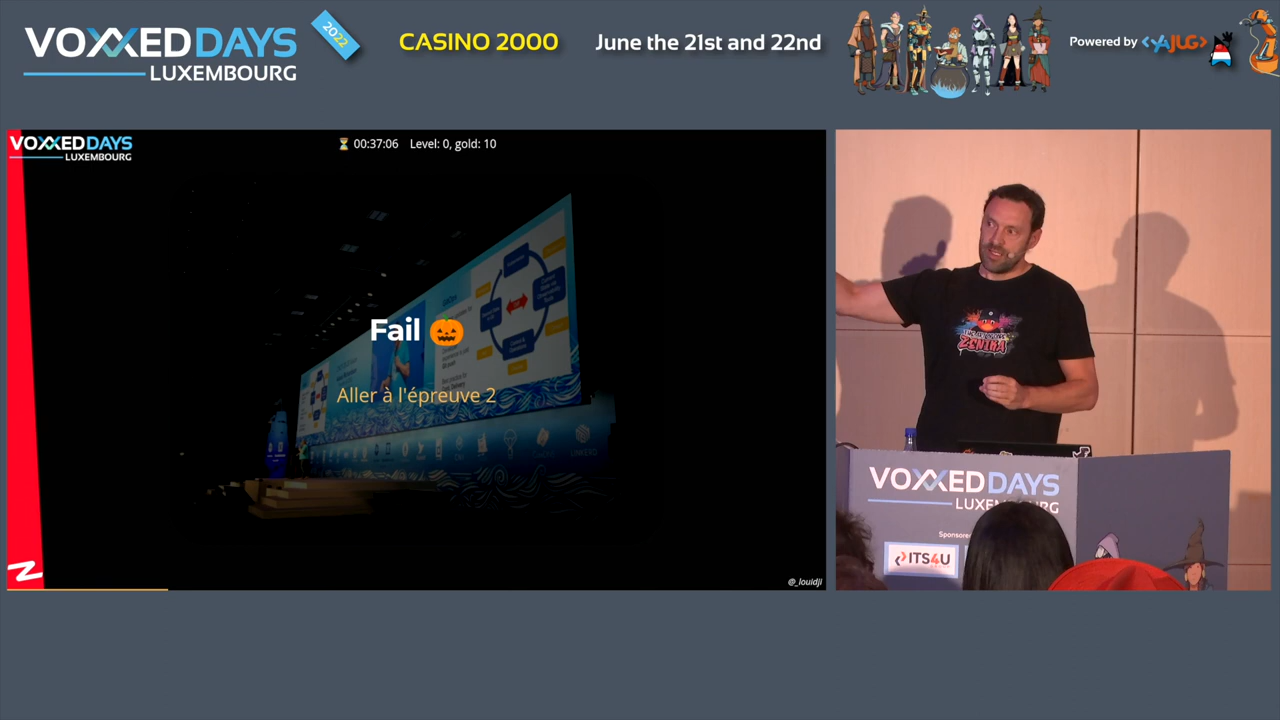 VOXXED DAYS
LUXEMBOURG
2022
CASINO 2000
June the 21st and 22nd
Powered by <YAJUG>
VOXXED DAYS
LUXEMBOURG
⏳ 00:37:06 Level: 0, gold: 10
Fail 🎃
Aller à l'épreuve 2
@_louidji
ZENIKA
VOXXED DAYS
ITS4U